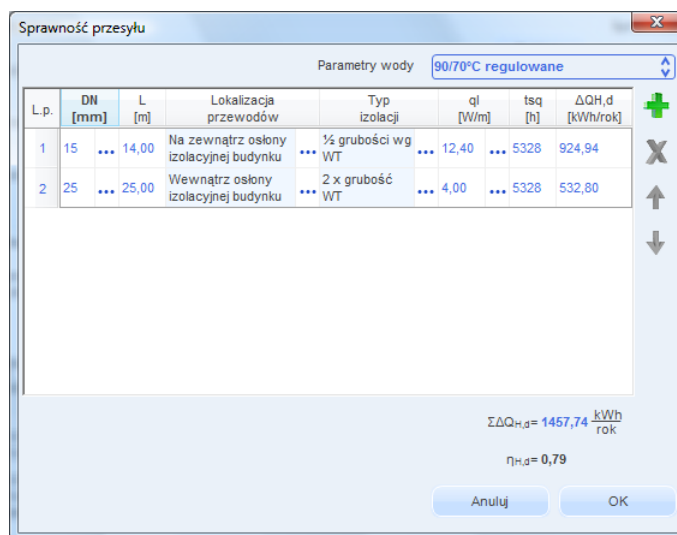 Sprawność przesyłu
Parametry wody 90/70°C regulowane
L.p. DN [mm] L [m] Lokalizacja przewodów Typ izolacji ql [W/m] tsq [h] ΔQH,d [kWh/rok]
1 15 ... 14,00 Na zewnątrz osłony izolacyjnej budynku ... ½ grubości wg WT ... 12,40 ... 5328 924,94
2 25 ... 25,00 Wewnątrz osłony izolacyjnej budynku ... 2 x grubość WT ... 4,00 ... 5328 532,80
ΣΔQH,d= 1457,74 kWh/rok
ηH,d= 0,79
Anuluj OK